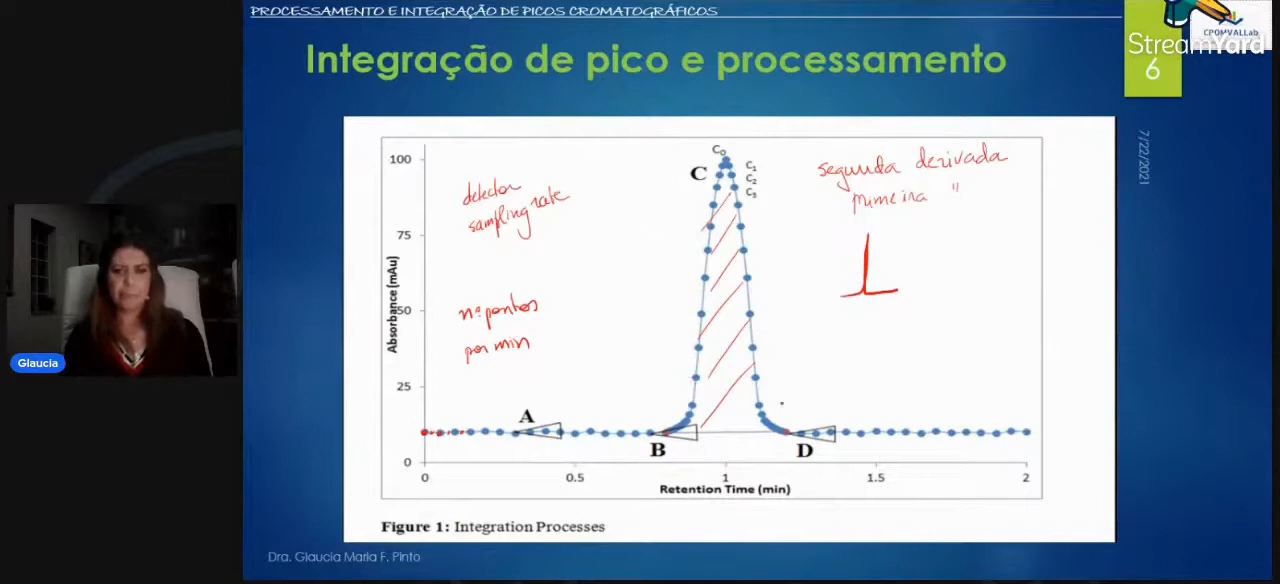 PROCESSAMENTO E INTEGRAÇÃO DE PICOS CROMATOGRÁFICOS
CPOMVALLab
StreamYard
6
Integração de pico e processamento
7/22/2021
100
75
50
25
0
Absorbance (mAu)
detector
sampling rate
nº pontos
por min
C₀
C
C₁
C₂
C₃
segunda derivada
primeira "
A
B
D
0
0.5
1
1.5
2
Retention Time (min)
Figure 1: Integration Processes
Dra. Glaucia Maria F. Pinto
Glaucia